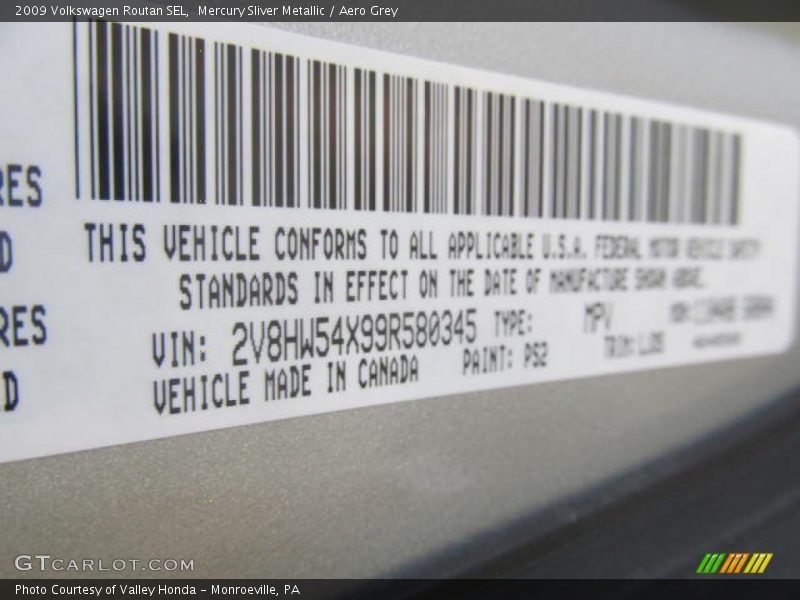 2009 Volkswagen Routan SEL, Mercury Sliver Metallic / Aero Grey
RES
D
RES
D
THIS VEHICLE CONFORMS TO ALL APPLICABLE U.S.A. FEDERAL MOTOR VEHICLE SAFETY
STANDARDS IN EFFECT ON THE DATE OF MANUFACTURE SHOWN ABOVE.
VIN: 2V8HW54X99R580345 TYPE: MPV
VEHICLE MADE IN CANADA PAINT: PS2 TRIM:
GTCARLOT.COM
Photo Courtesy of Valley Honda - Monroeville, PA